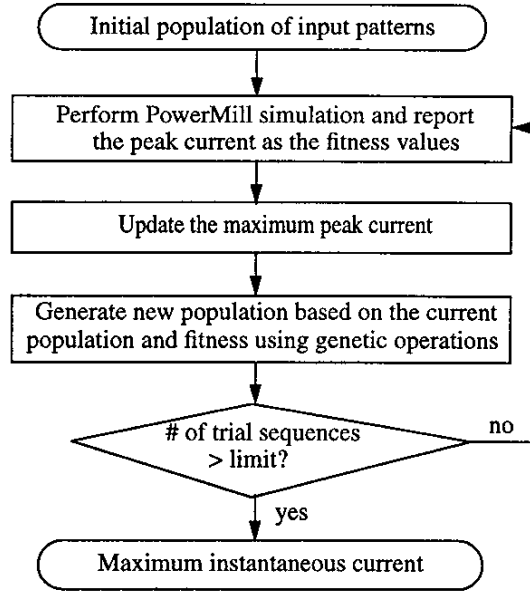 Initial population of input patterns
Perform PowerMill simulation and report
the peak current as the fitness values
Update the maximum peak current
Generate new population based on the current
population and fitness using genetic operations
# of trial sequences
> limit?
no
yes
Maximum instantaneous current